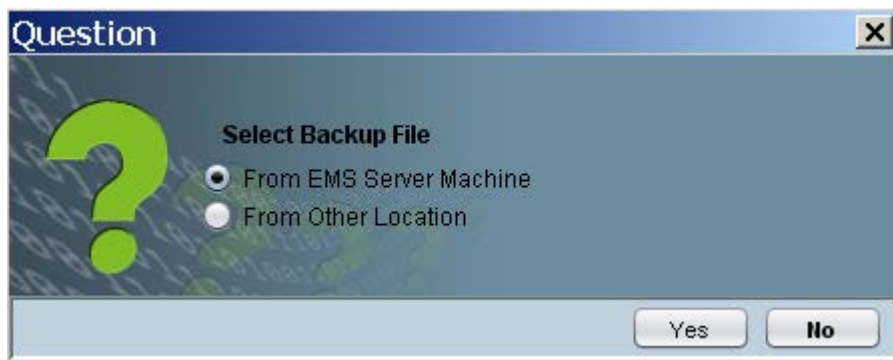 Question
Select Backup File
From EMS Server Machine
From Other Location
Yes
No